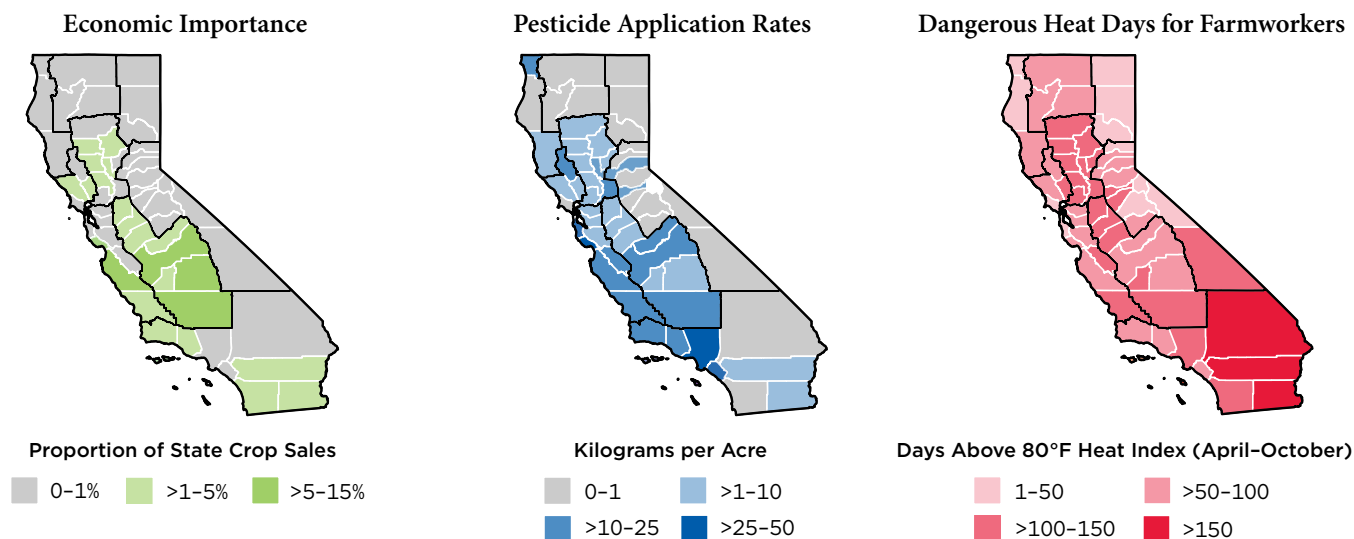 Economic Importance
Pesticide Application Rates
Dangerous Heat Days for Farmworkers
Proportion of State Crop Sales
0–1%
>1–5%
>5–15%
Kilograms per Acre
0–1
>1–10
>10–25
>25–50
Days Above 80°F Heat Index (April–October)
1–50
>50–100
>100–150
>150